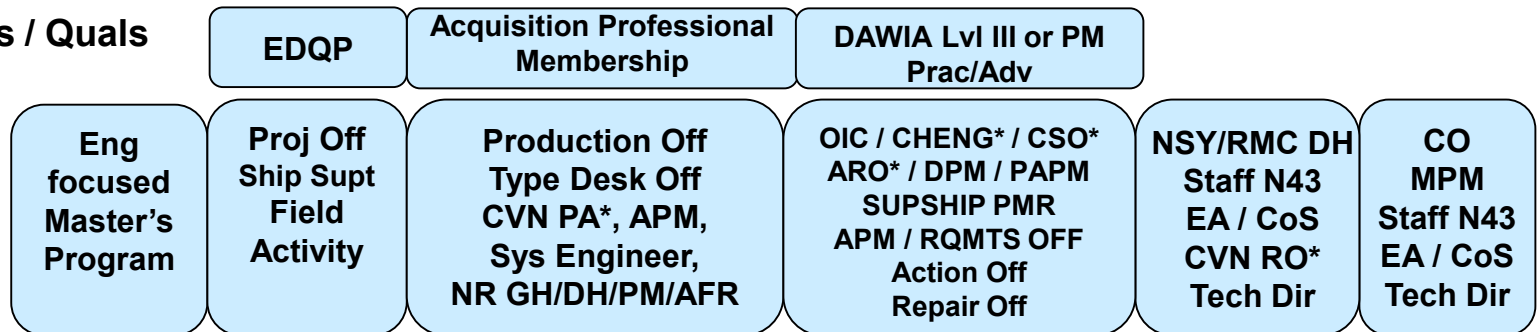 s / Quals
EDQP
Acquisition Professional
Membership
DAWIA Lvl III or PM
Prac/Adv
Eng
focused
Master’s
Program
Proj Off
Ship Supt
Field
Activity
Production Off
Type Desk Off
CVN PA*, APM,
Sys Engineer,
NR GH/DH/PM/AFR
OIC / CHENG* / CSO*
ARO* / DPM / PAPM
SUPSHIP PMR
APM / RQMTS OFF
Action Off
Repair Off
NSY/RMC DH
Staff N43
EA / CoS
CVN RO*
Tech Dir
CO
MPM
Staff N43
EA / CoS
Tech Dir